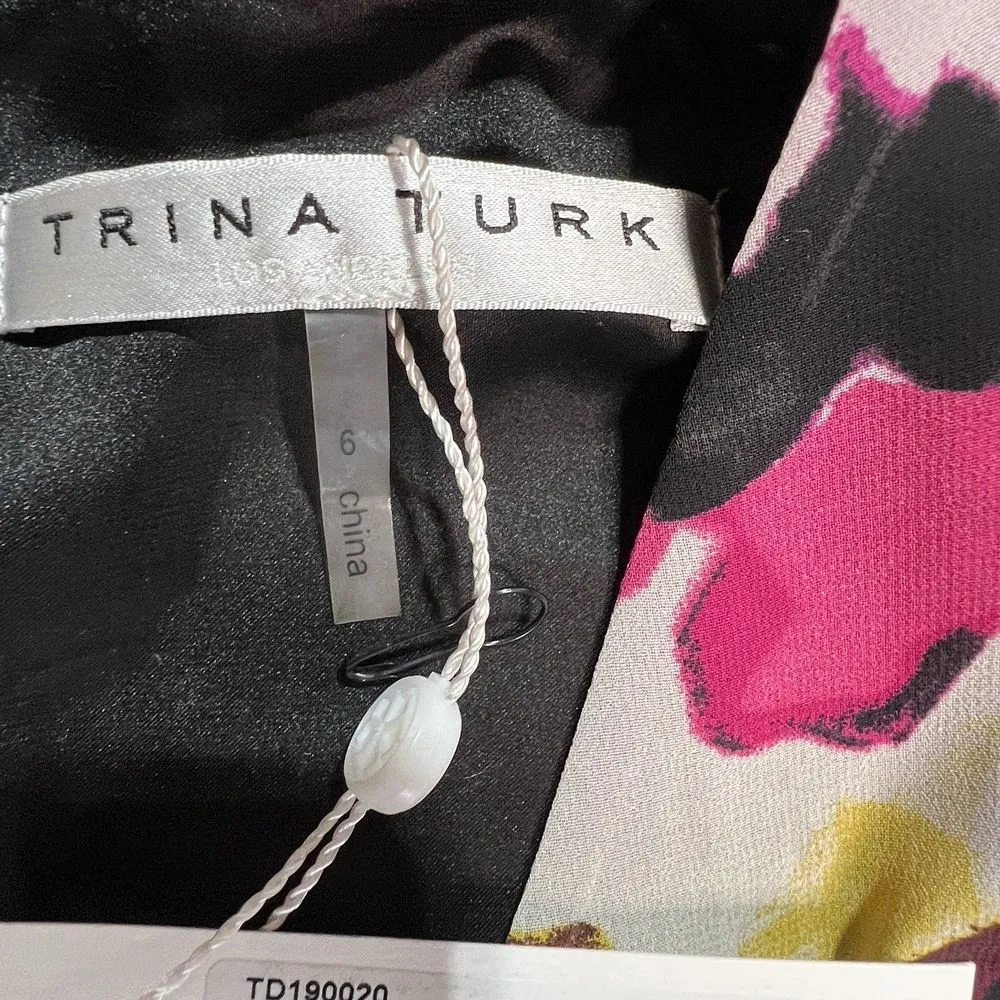 TRINA TURK
LOS ANGELES
6 china
TD190020